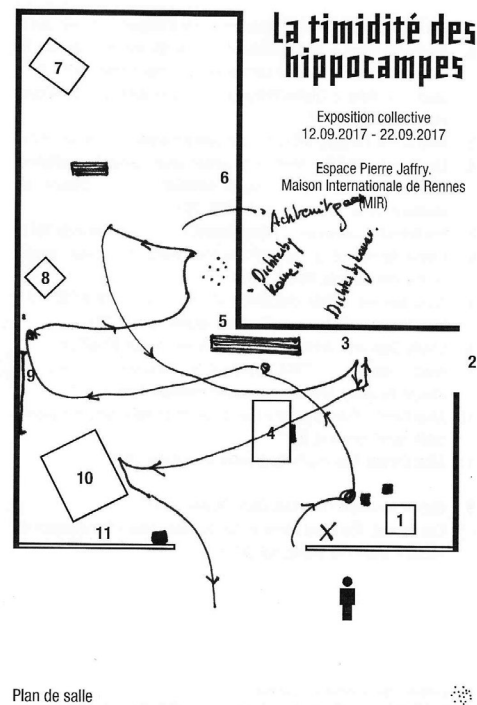 La timidité des
hippocampes
Exposition collective
12.09.2017 - 22.09.2017
Espace Pierre Jaffry.
Maison Internationale de Rennes
(MIR)
7
6
8
5
3
2
9
4
10
1
11
X
Plan de salle